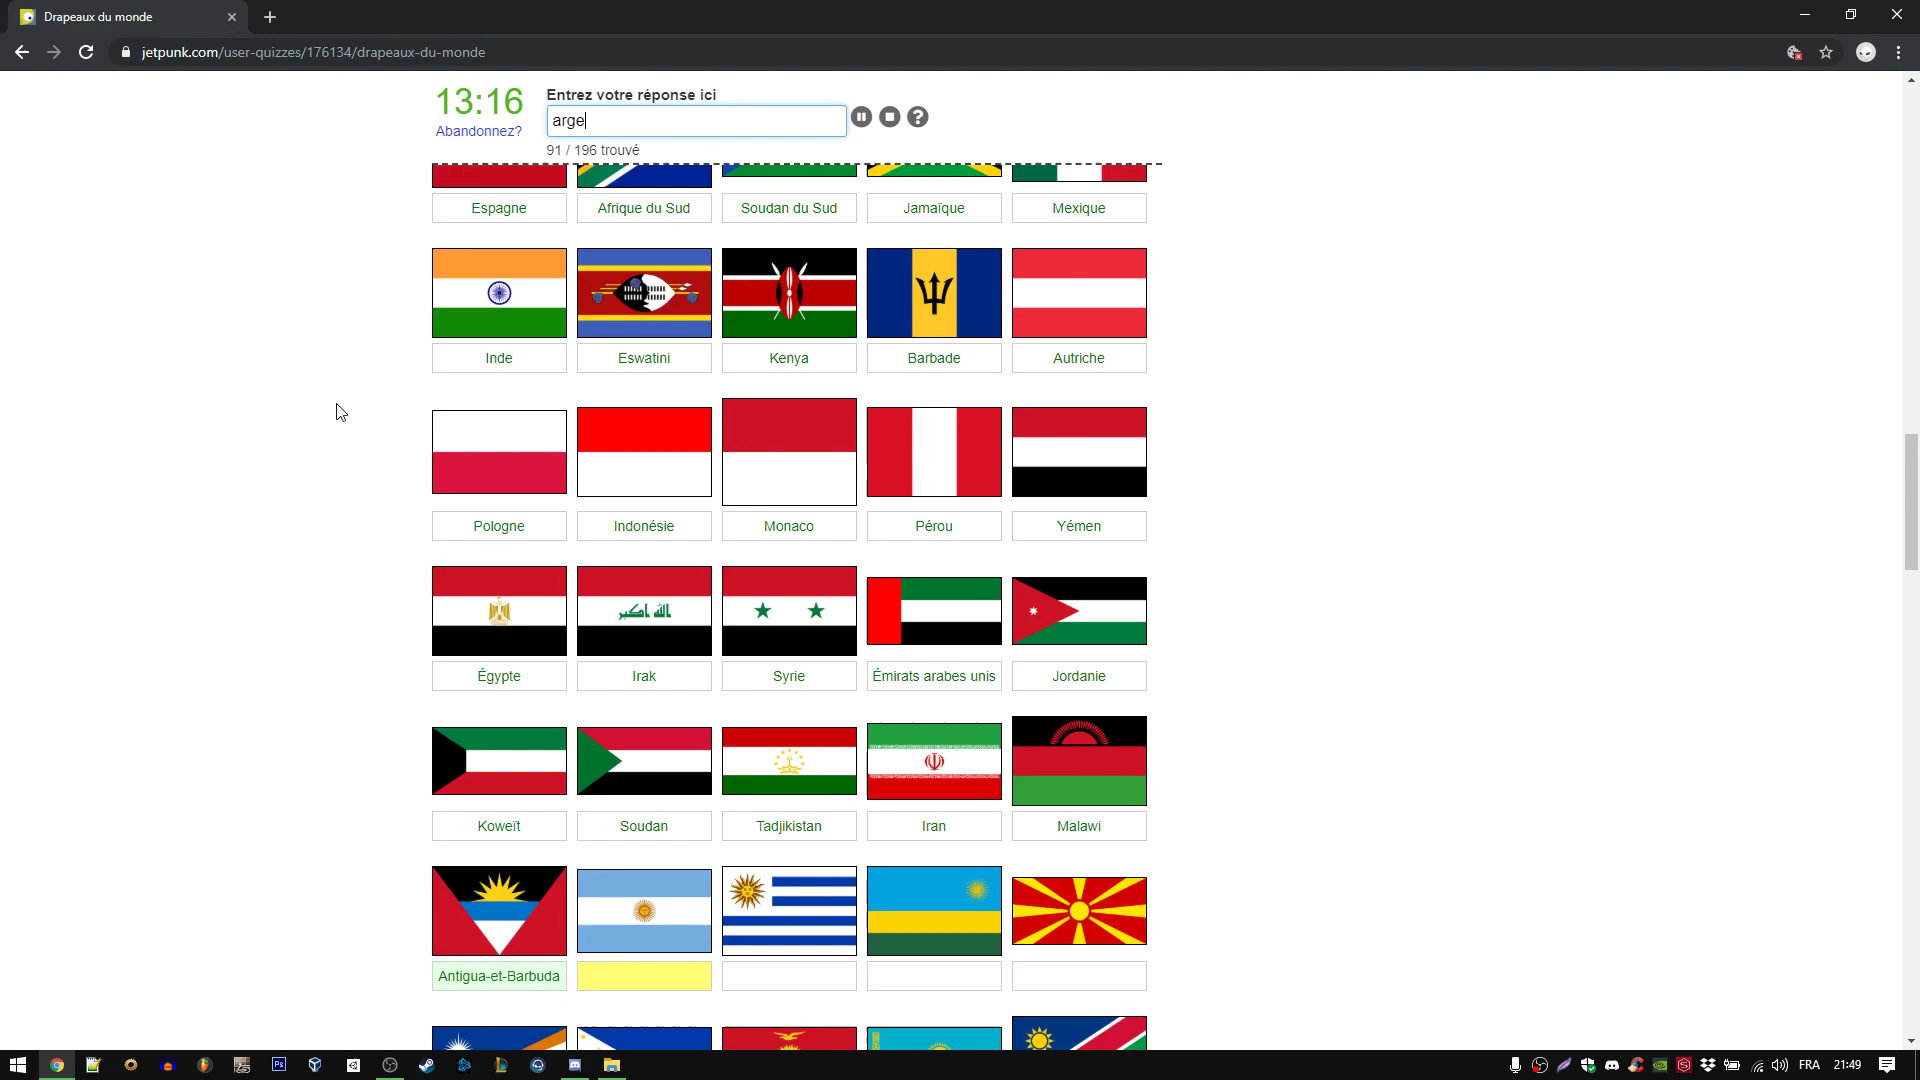 Drapeaux du monde
jetpunk.com/user-quizzes/176134/drapeaux-du-monde
13:16
Entrez votre réponse ici
arge
Abandonnez?
91 / 196 trouvé
Espagne
Afrique du Sud
Soudan du Sud
Jamaïque
Mexique
Inde
Eswatini
Kenya
Barbade
Autriche
Pologne
Indonésie
Monaco
Pérou
Yémen
الله اكبر
Égypte
Irak
Syrie
Émirats arabes unis
Jordanie
Koweït
Soudan
Tadjikistan
Iran
Malawi
Antigua-et-Barbuda
Ps
FRA
21:49